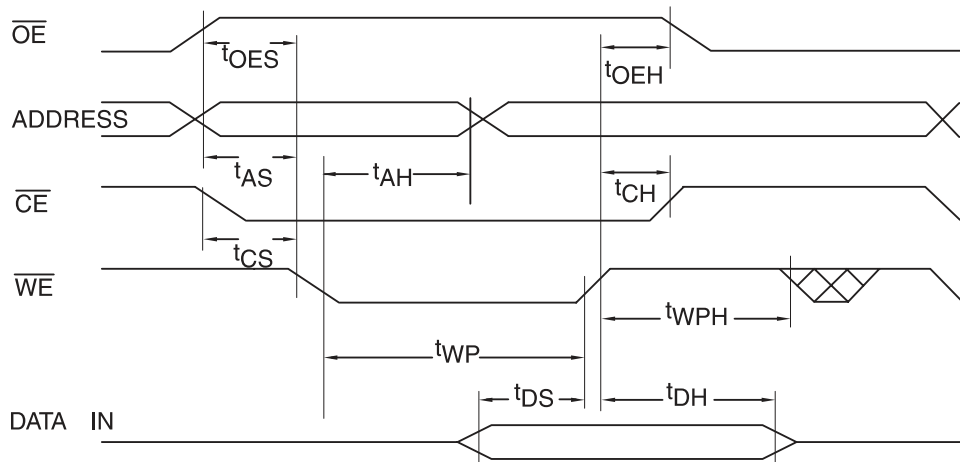 OE
tOES
tOEH
ADDRESS
tAS
tAH
tCH
CE
tCS
WE
tWPH
tWP
tDS
tDH
DATA IN